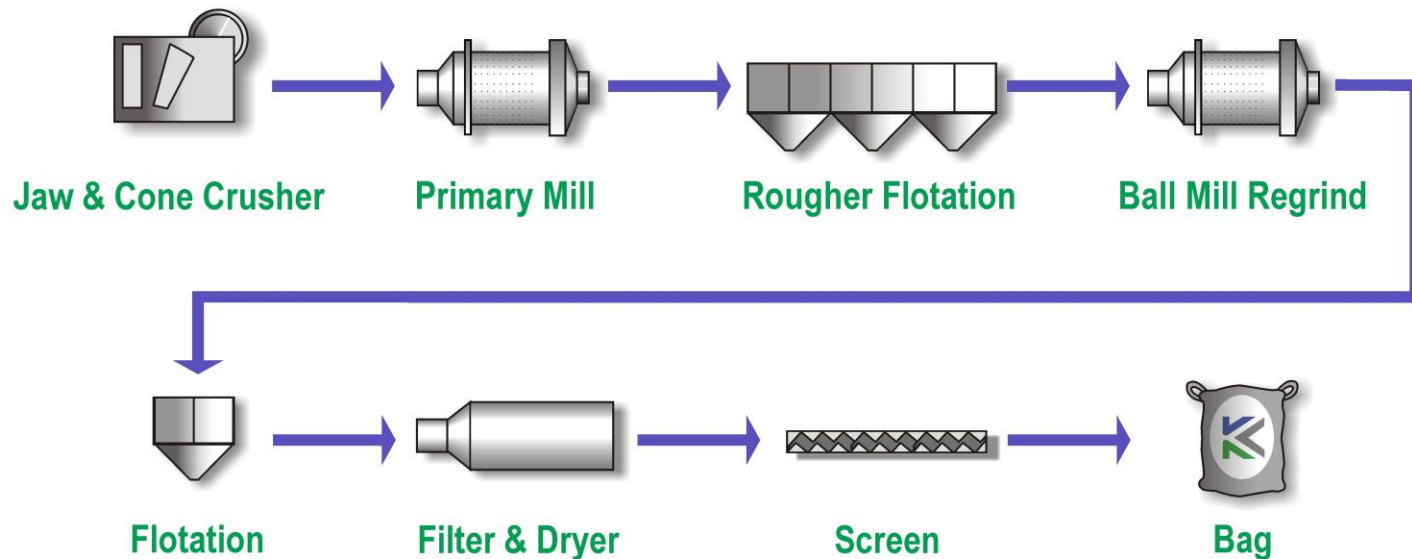 Jaw & Cone Crusher
Primary Mill
Rougher Flotation
Ball Mill Regrind
Flotation
Filter & Dryer
Screen
Bag